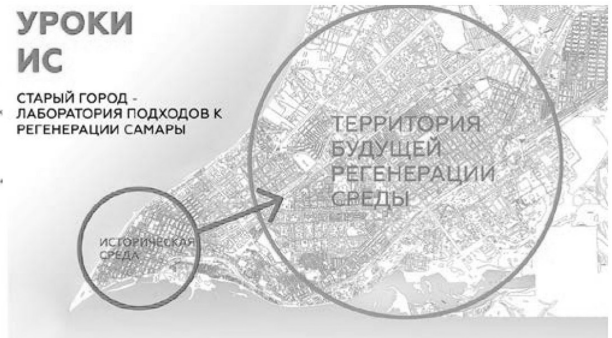 УРОКИ
ИС
СТАРЫЙ ГОРОД -
ЛАБОРАТОРИЯ ПОДХОДОВ К
РЕГЕНЕРАЦИИ САМАРЫ
ТЕРРИТОРИЯ
БУДУЩЕЙ
РЕГЕНЕРАЦИИ
СРЕДЫ
ИСТОРИЧЕСКАЯ
СРЕДА